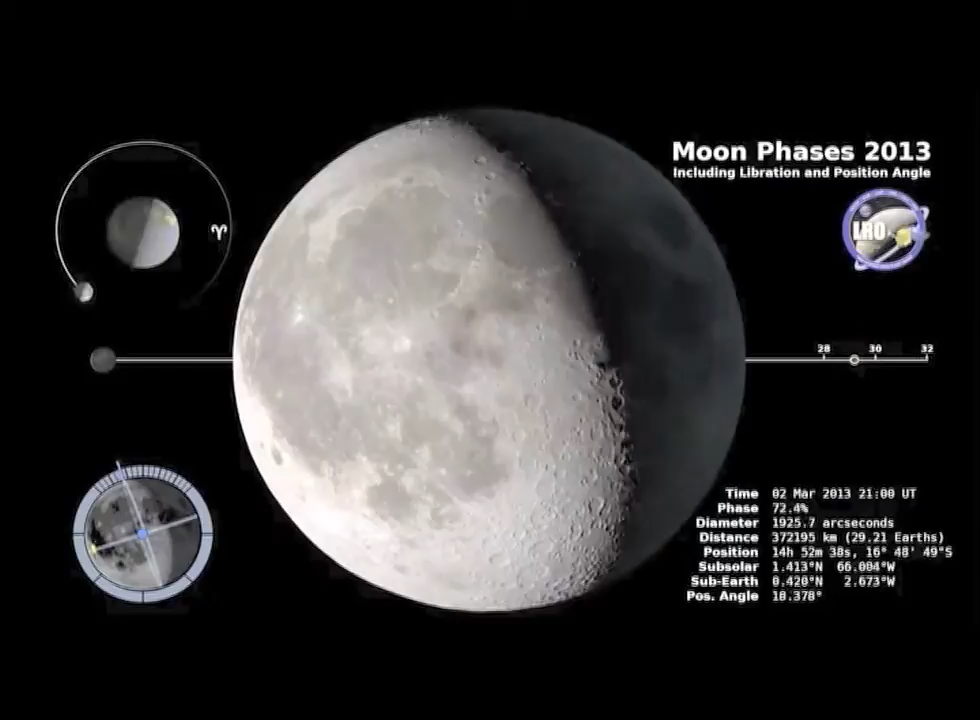 Moon Phases 2013
Including Libration and Position Angle
♈
LRO
28 30 32
Time 02 Mar 2013 21:00 UT
Phase 72.4%
Diameter 1925.7 arcseconds
Distance 372195 km (29.21 Earths)
Position 14h 52m 38s, 16° 48' 49"S
Subsolar 1.413°N 66.004°W
Sub-Earth 0.420°N 2.673°W
Pos. Angle 18.378°